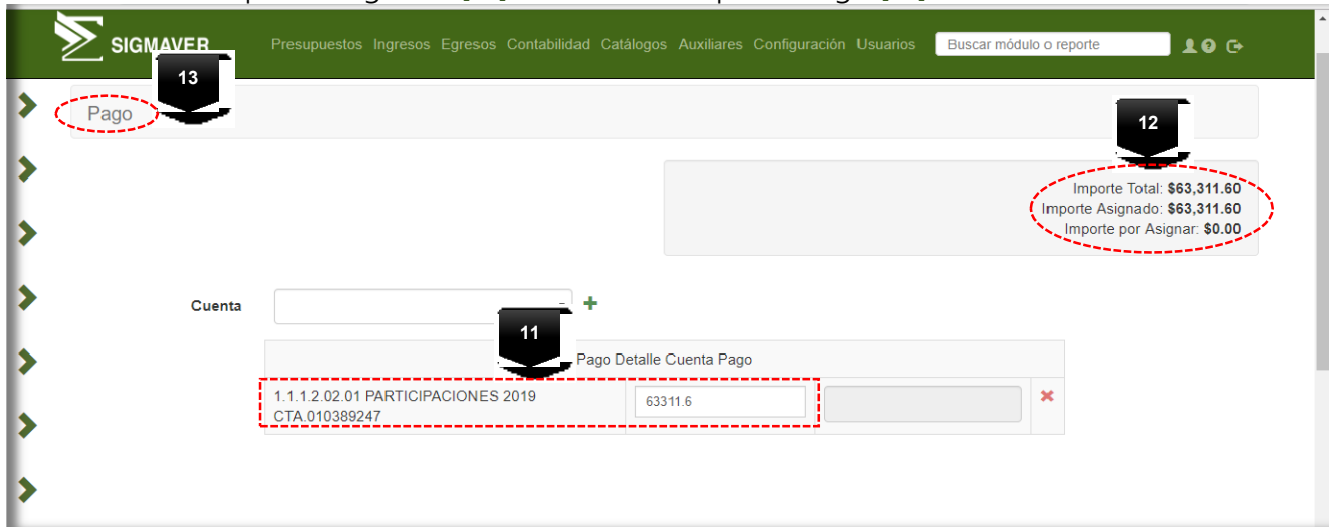 SIGMAVER Presupuestos Ingresos Egresos Contabilidad Catálogos Auxiliares Configuración Usuarios Buscar módulo o reporte
13
Pago
12
Importe Total: $63,311.60
Importe Asignado: $63,311.60
Importe por Asignar: $0.00
Cuenta
11
Pago Detalle Cuenta Pago
1.1.1.2.02.01 PARTICIPACIONES 2019 63311.6
CTA.010389247